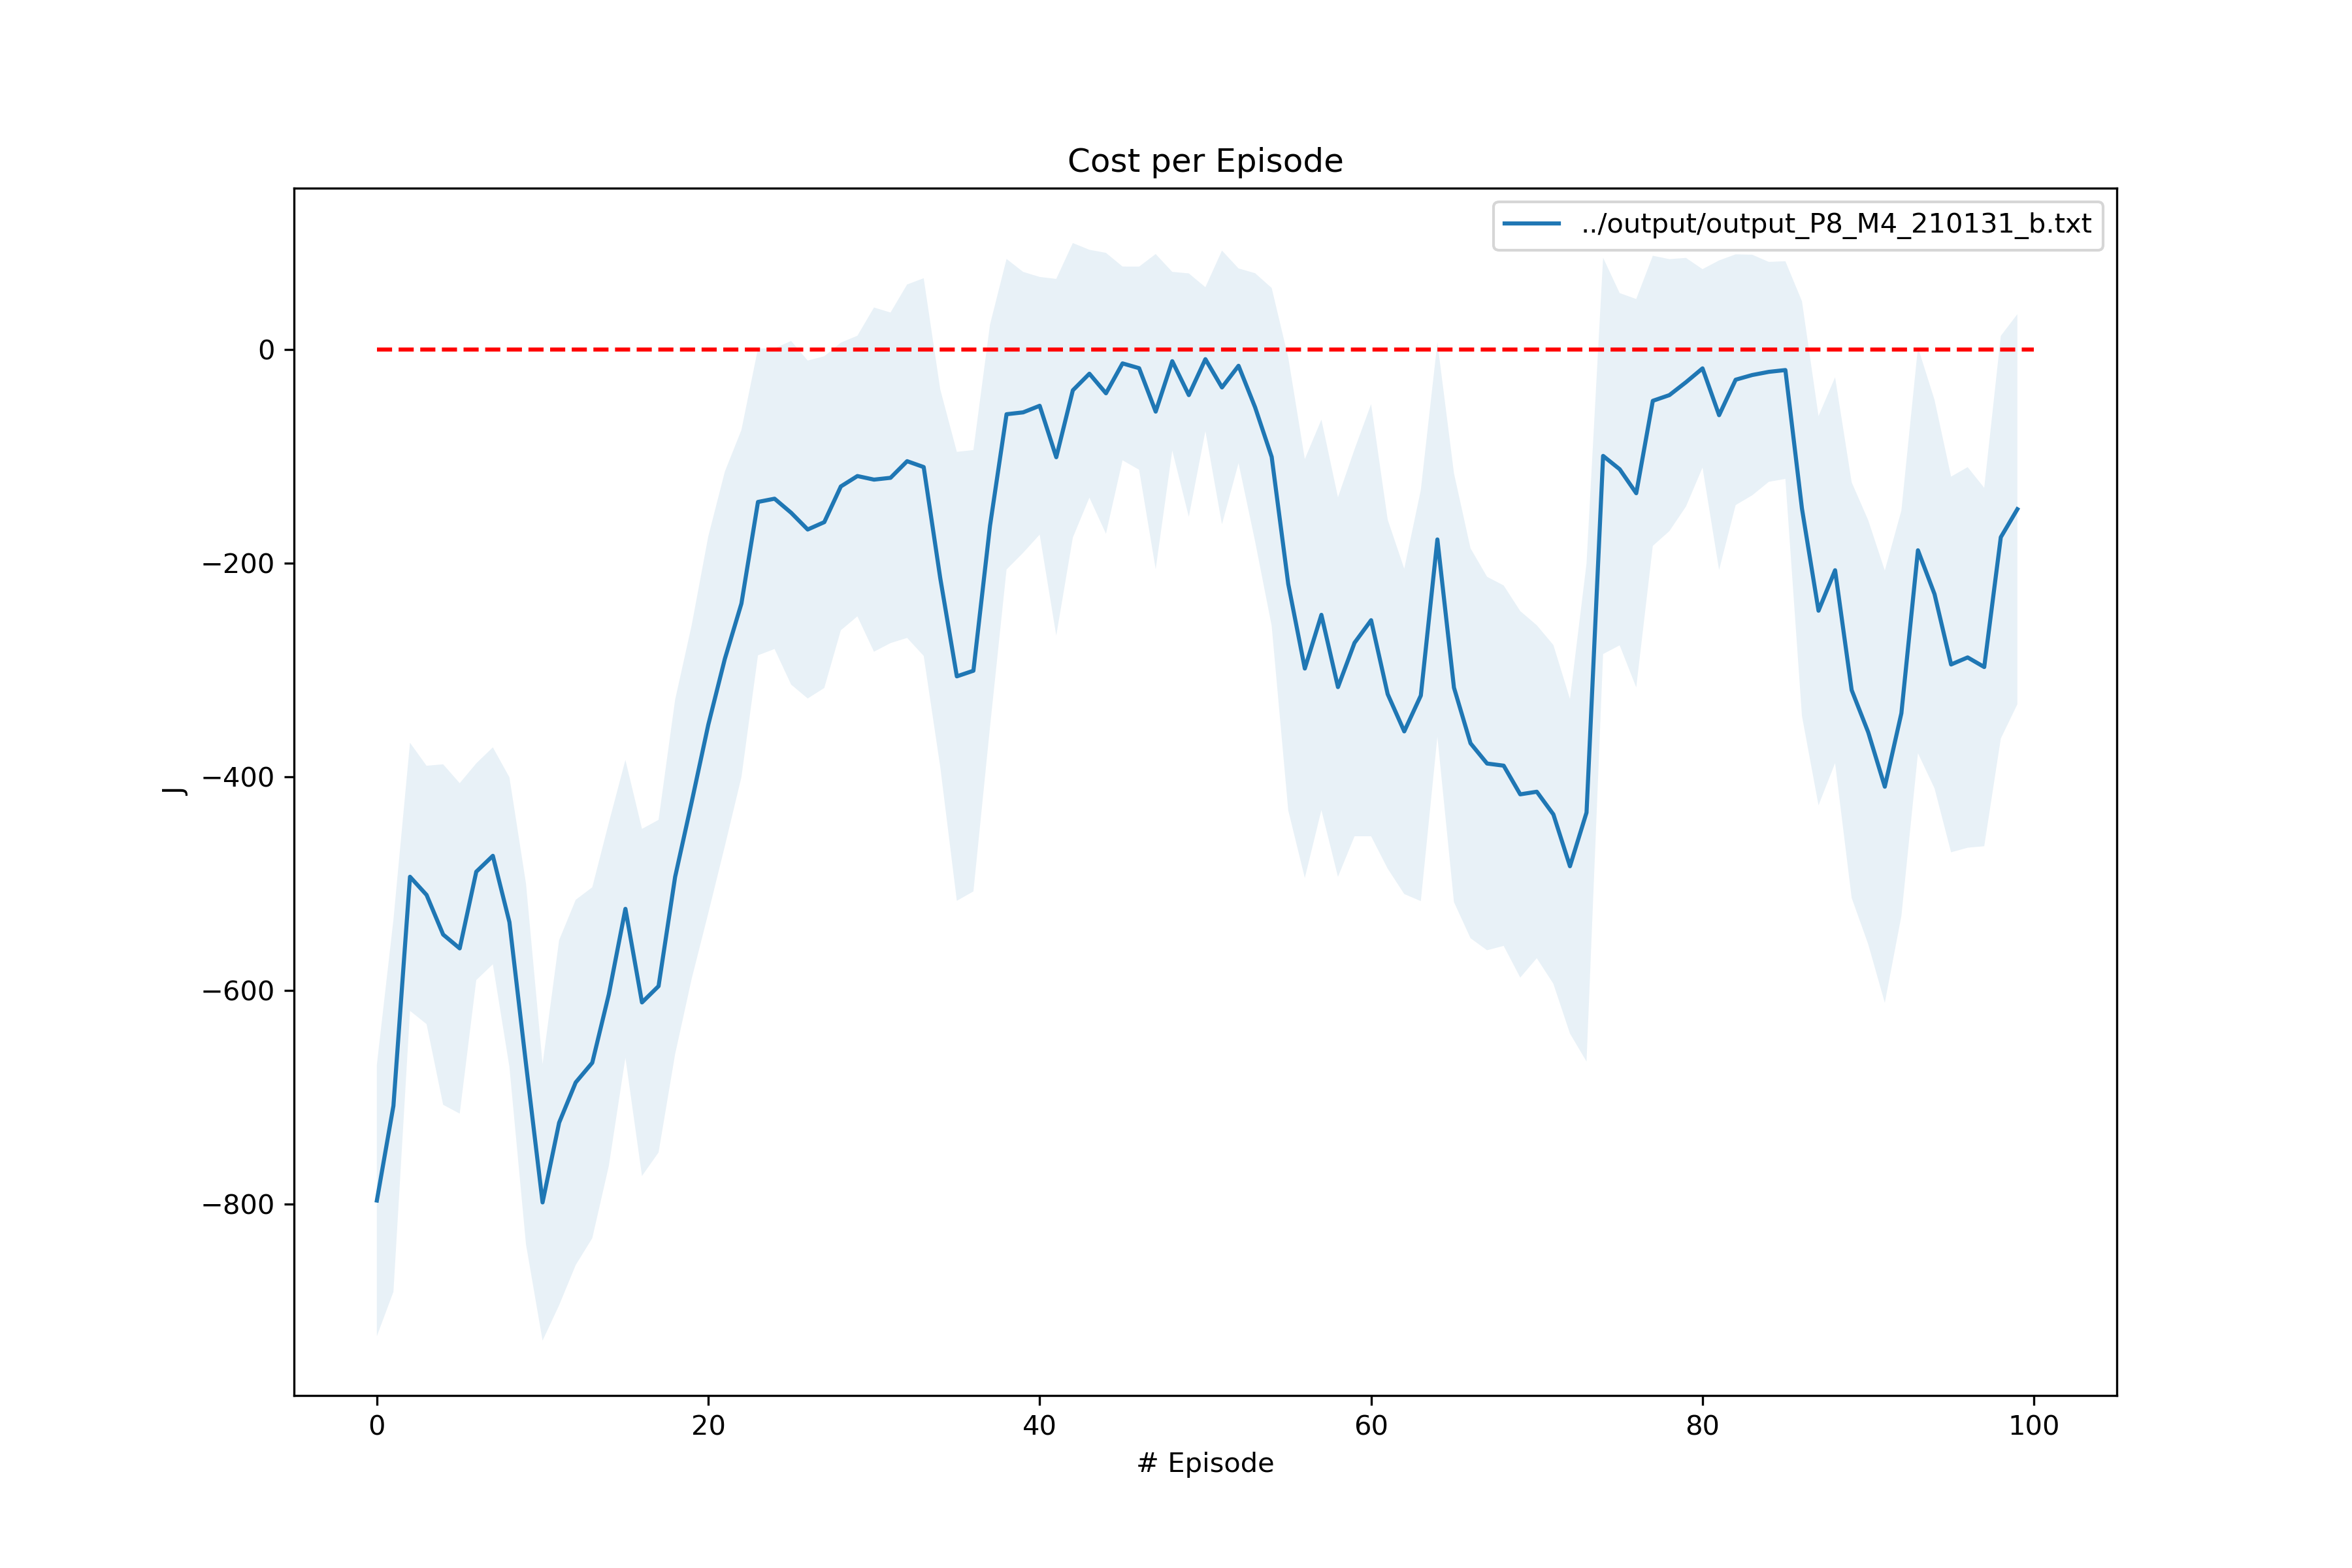 Cost per Episode
../output/output_P8_M4_210131_b.txt
0
−200
−400
−600
−800
J
0 20 40 60 80 100
# Episode